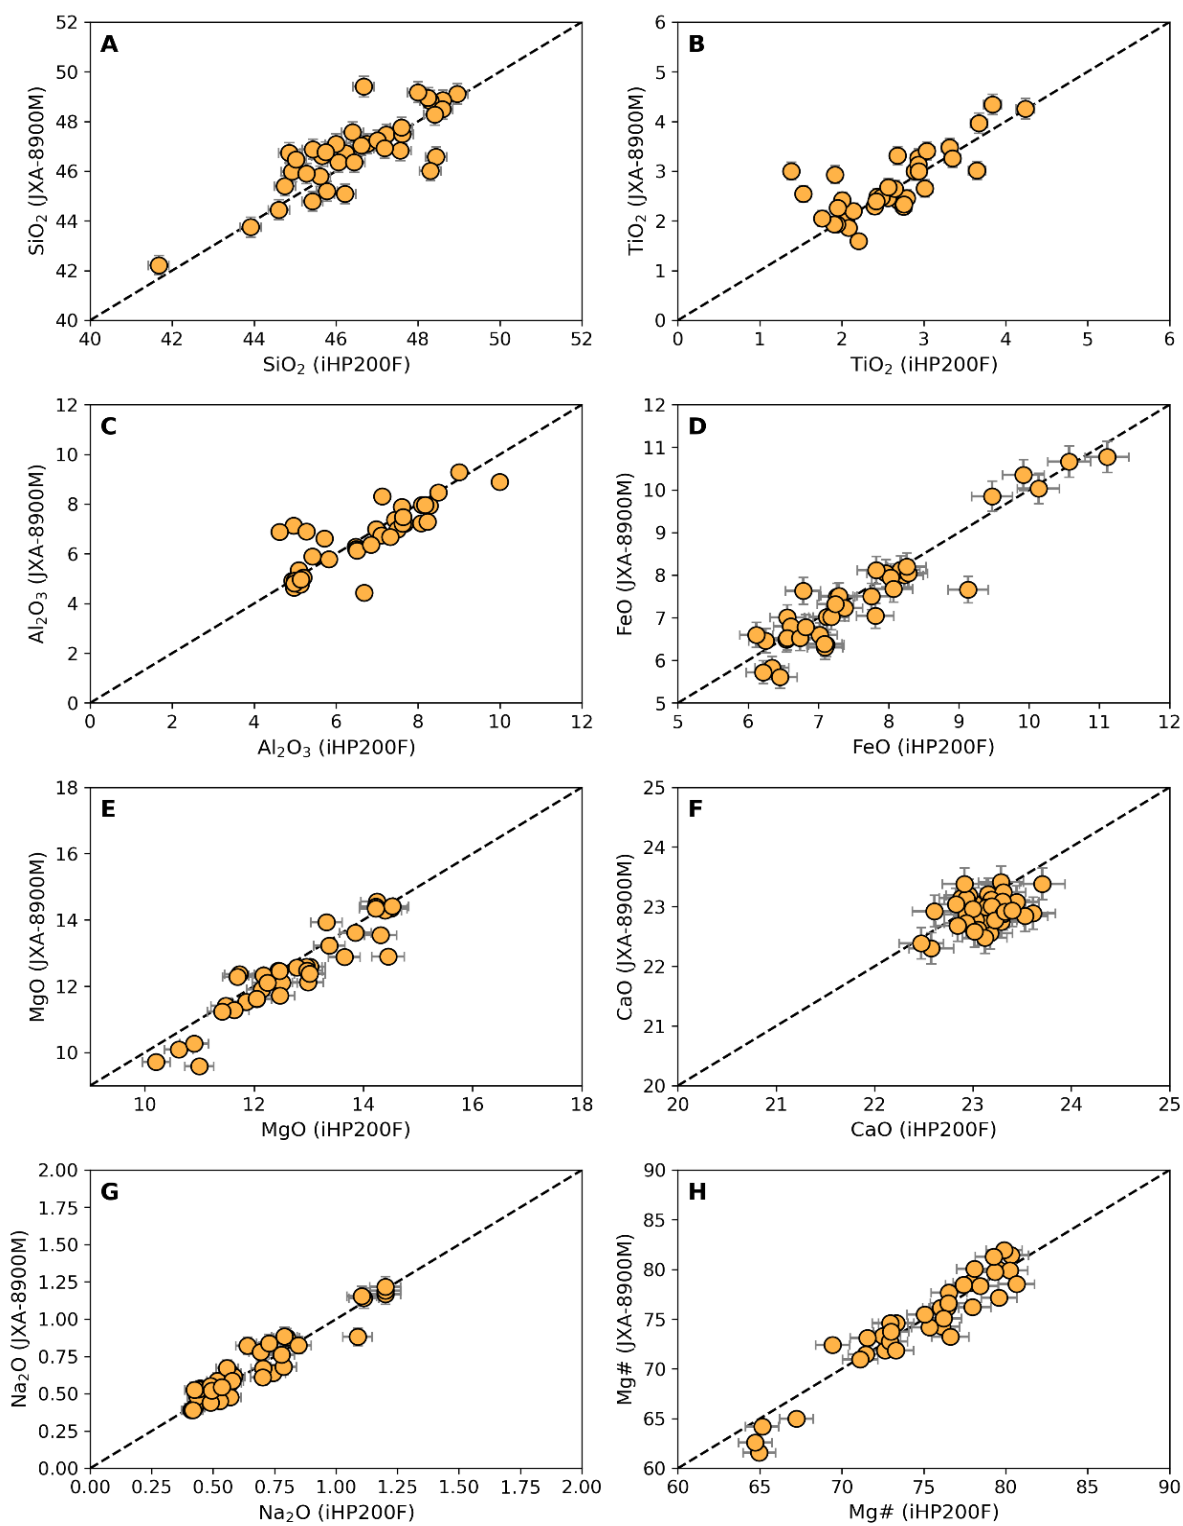 A
SiO₂ (JXA-8900M)
52
50
48
46
44
42
40
40 42 44 46 48 50 52
SiO₂ (iHP200F)
B
TiO₂ (JXA-8900M)
6
5
4
3
2
1
0
0 1 2 3 4 5 6
TiO₂ (iHP200F)
C
Al₂O₃ (JXA-8900M)
12
10
8
6
4
2
0
0 2 4 6 8 10 12
Al₂O₃ (iHP200F)
D
FeO (JXA-8900M)
12
11
10
9
8
7
6
5
5 6 7 8 9 10 11 12
FeO (iHP200F)
E
MgO (JXA-8900M)
18
16
14
12
10
10 12 14 16 18
MgO (iHP200F)
F
CaO (JXA-8900M)
25
24
23
22
21
20
20 21 22 23 24 25
CaO (iHP200F)
G
Na₂O (JXA-8900M)
2.00
1.75
1.50
1.25
1.00
0.75
0.50
0.25
0.00
0.00 0.25 0.50 0.75 1.00 1.25 1.50 1.75 2.00
Na₂O (iHP200F)
H
Mg# (JXA-8900M)
90
85
80
75
70
65
60
60 65 70 75 80 85 90
Mg# (iHP200F)